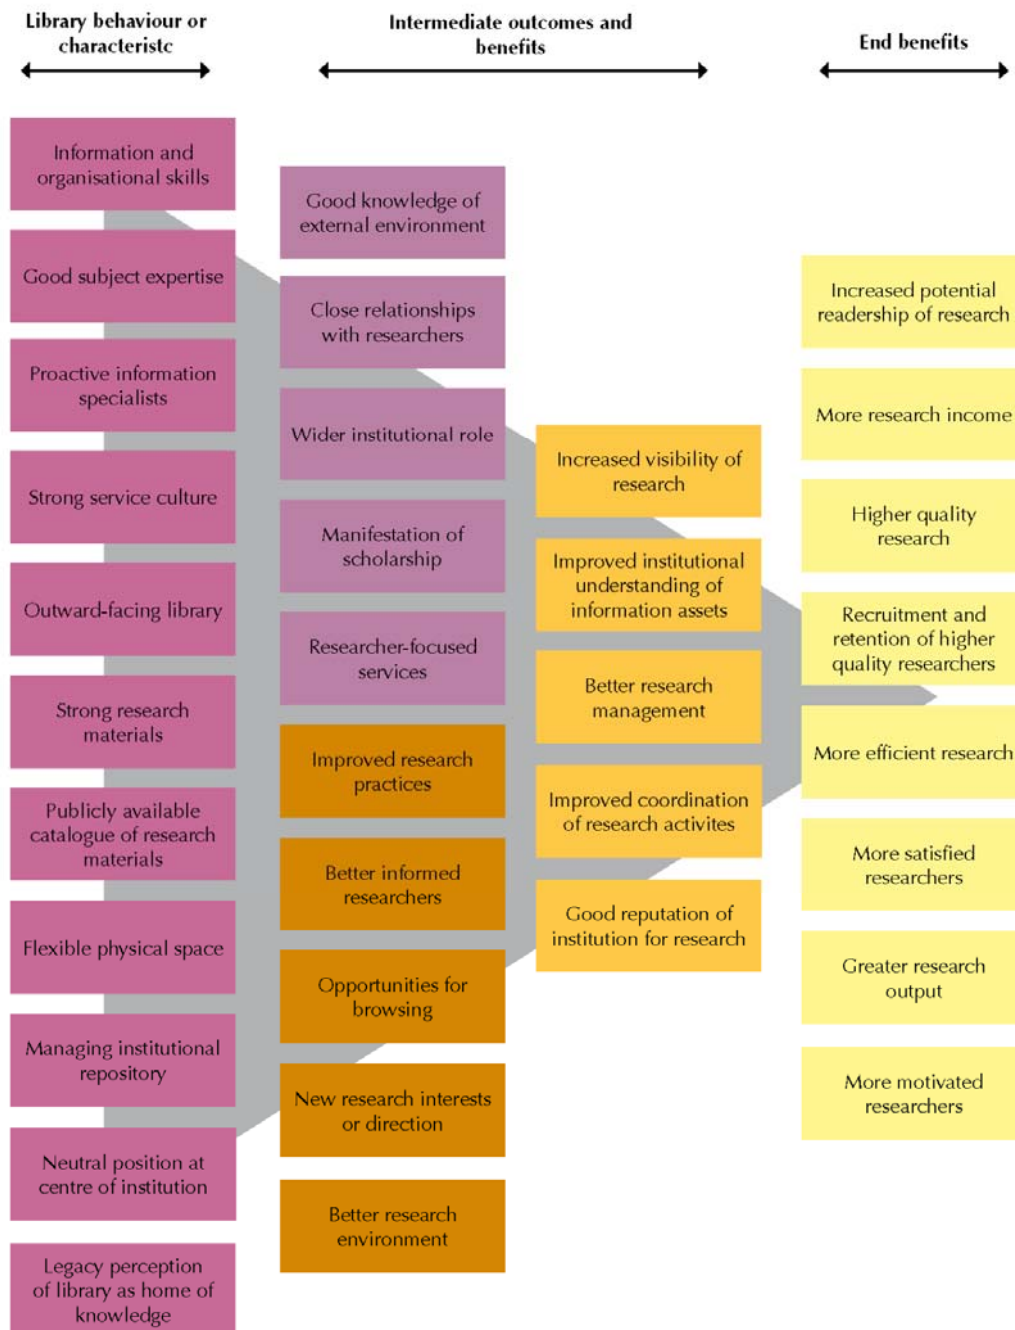 Library behaviour or
characteristc
Intermediate outcomes and
benefits
End benefits
Information and
organisational skills
Good subject expertise
Proactive information
specialists
Strong service culture
Outward-facing library
Strong research
materials
Publicly available
catalogue of research
materials
Flexible physical space
Managing institutional
repository
Neutral position at
centre of institution
Legacy perception
of library as home of
knowledge
Good knowledge of
external environment
Close relationships
with researchers
Wider institutional role
Manifestation of
scholarship
Researcher-focused
services
Improved research
practices
Better informed
researchers
Opportunities for
browsing
New research interests
or direction
Better research
environment
Increased visibility of
research
Improved institutional
understanding of
information assets
Better research
management
Improved coordination
of research activites
Good reputation of
institution for research
Increased potential
readership of research
More research income
Higher quality
research
Recruitment and
retention of higher
quality researchers
More efficient research
More satisfied
researchers
Greater research
output
More motivated
researchers